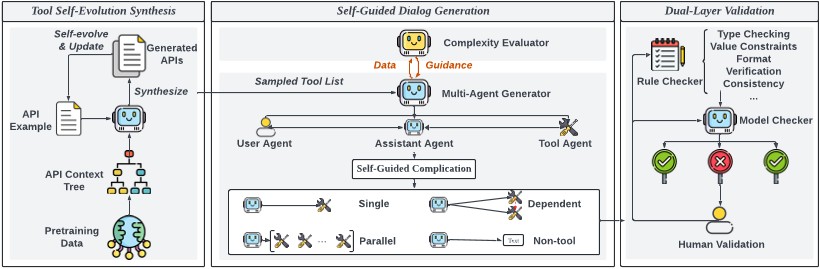 Tool Self-Evolution Synthesis
Self-evolve
& Update
Generated
APIs
Synthesize
API
Example
API Context
Tree
Pretraining
Data
Self-Guided Dialog Generation
Complexity Evaluator
Data
Guidance
Sampled Tool List
Multi-Agent Generator
User Agent
Assistant Agent
Tool Agent
Self-Guided Complication
Single
Dependent
Parallel
Text
Non-tool
Dual-Layer Validation
Type Checking
Value Constraints
Format
Verification
Consistency
...
Rule Checker
Model Checker
Human Validation